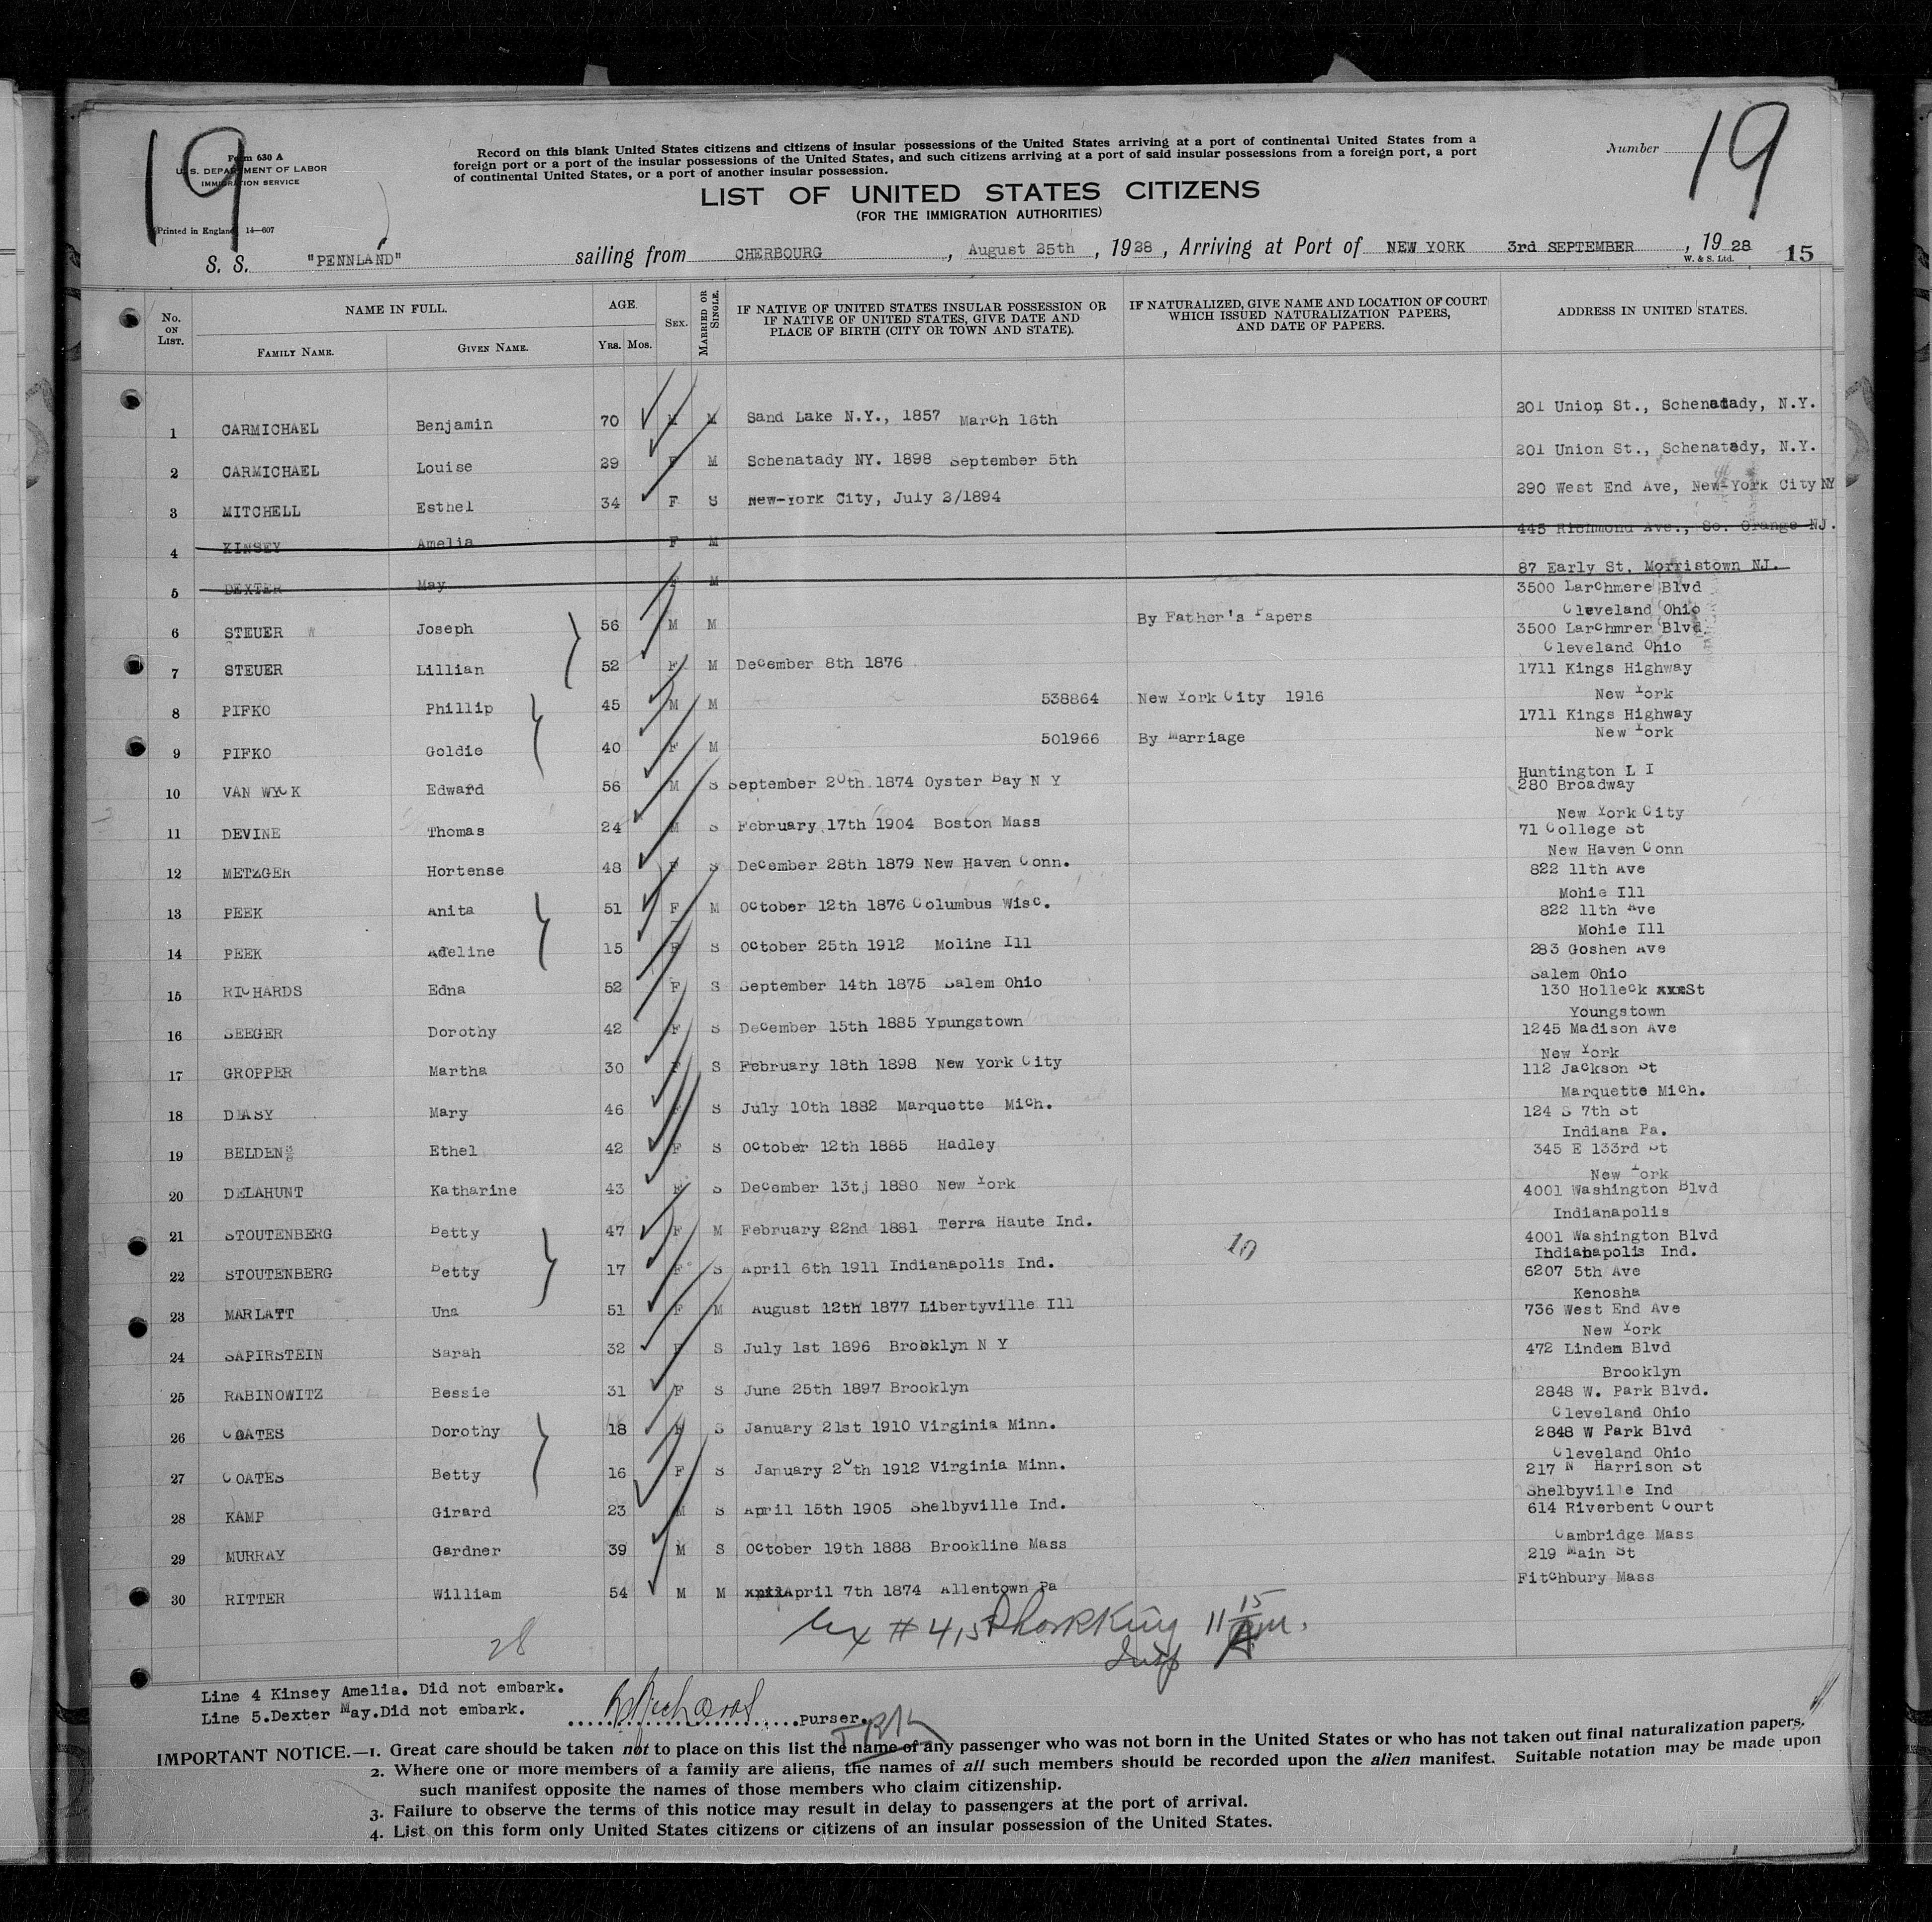 19
19
Form 630 A
U. S. DEPARTMENT OF LABOR
IMMIGRATION SERVICE
Printed in England 14—607
Record on this blank United States citizens and citizens of insular possessions of the United States arriving at a port of continental United States from a
foreign port or a port of the insular possessions of the United States, and such citizens arriving at a port of said insular possessions from a foreign port, a port
of continental United States, or a port of another insular possession.
Number
LIST OF UNITED STATES CITIZENS
(FOR THE IMMIGRATION AUTHORITIES)
S. S. "PENNLAND" sailing from CHERBOURG, August 25th, 1928, Arriving at Port of NEW YORK 3rd SEPTEMBER, 1928
W. & S. Ltd.
15
No. ON LIST. NAME IN FULL. FAMILY NAME. GIVEN NAME. AGE. YRS. MOS. SEX. MARRIED OR SINGLE. IF NATIVE OF UNITED STATES INSULAR POSSESSION OR IF NATIVE OF UNITED STATES, GIVE DATE AND PLACE OF BIRTH (CITY OR TOWN AND STATE). IF NATURALIZED, GIVE NAME AND LOCATION OF COURT WHICH ISSUED NATURALIZATION PAPERS, AND DATE OF PAPERS. ADDRESS IN UNITED STATES.
1 CARMICHAEL Benjamin 70 M M Sand Lake N.Y., 1857 March 16th 201 Union St., Schenatady, N.Y.
2 CARMICHAEL Louise 29 F M Schenatady NY. 1898 September 5th 201 Union St., Schenatady, N.Y.
3 MITCHELL Esthel 34 F S New-York City, July 2/1894 290 West End Ave, New-York City NY
4 KINSEY Amelia F M 445 Richmond Ave., So. Orange NJ.
5 DEXTER May F M 87 Early St. Morristown NJ.
6 STEUER Joseph 56 M M By Father's Papers 3500 Larchmere Blvd
Cleveland Ohio
7 STEUER Lillian 52 F M December 8th 1876 3500 Larchmrer Blvd
Cleveland Ohio
8 PIFKO Phillip 45 M M 538864 New York City 1916 1711 Kings Highway
New York
9 PIFKO Goldie 40 F M 501966 By Marriage 1711 Kings Highway
New York
10 VAN WYCK Edward 56 M S September 20th 1874 Oyster Bay N Y Huntington L I
11 DEVINE Thomas 24 M S February 17th 1904 Boston Mass 280 Broadway
New York City
12 METZGER Hortense 48 F S December 28th 1879 New Haven Conn. 71 College St
New Haven Conn
13 PEEK Anita 51 F M October 12th 1876 Columbus Wisc. 822 11th Ave
Mohie Ill
14 PEEK Adeline 15 F S October 25th 1912 Moline Ill 822 11th Ave
Mohie Ill
15 RICHARDS Edna 52 F S September 14th 1875 Salem Ohio 283 Goshen Ave
Salem Ohio
16 SEEGER Dorothy 42 F S December 15th 1885 Ypungstown 130 Holleck xxxSt
Youngstown
17 GROPPER Martha 30 F S February 18th 1898 New York City 1245 Madison Ave
New York
18 DEASY Mary 46 F S July 10th 1882 Marquette Mich. 112 Jackson St
Marquette Mich.
19 BELDEN Ethel 42 F S October 12th 1885 Hadley 124 S 7th St
Indiana Pa.
20 DELAHUNT Katharine 43 F S December 13tj 1880 New York 345 E 133rd St
New York
21 STOUTENBERG Betty 47 F M February 22nd 1881 Terra Haute Ind. 4001 Washington Blvd
Indianapolis
22 STOUTENBERG Betty 17 F S April 6th 1911 Indianapolis Ind. 4001 Washington Blvd
Indianapolis Ind.
10
23 MARLATT Una 51 F M August 12th 1877 Libertyville Ill 6207 5th Ave
Kenosha
24 SAPIRSTEIN Sarah 32 F S July 1st 1896 Brooklyn N Y 736 West End Ave
New York
25 RABINOWITZ Bessie 31 F S June 25th 1897 Brooklyn 472 Linden Blvd
Brooklyn
26 COATES Dorothy 18 F S January 21st 1910 Virginia Minn. 2848 W. Park Blvd.
Cleveland Ohio
27 COATES Betty 16 F S January 20th 1912 Virginia Minn. 2848 W Park Blvd
Cleveland Ohio
28 KAMP Girard 23 M S April 15th 1905 Shelbyville Ind. 217 N Harrison St
Shelbyville Ind
29 MURRAY Gardner 39 M S October 19th 1888 Brookline Mass 614 Riverbent Court
Cambridge Mass
30 RITTER William 54 M M April 7th 1874 Allentown Pa 219 Main St
Fitchbury Mass
28
# 4, 15 King 11 15
Insp
Line 4 Kinsey Amelia. Did not embark.
Line 5.Dexter May.Did not embark.
Purser.
IMPORTANT NOTICE.—1. Great care should be taken not to place on this list the name of any passenger who was not born in the United States or who has not taken out final naturalization papers.
2. Where one or more members of a family are aliens, the names of all such members should be recorded upon the alien manifest. Suitable notation may be made upon
such manifest opposite the names of those members who claim citizenship.
3. Failure to observe the terms of this notice may result in delay to passengers at the port of arrival.
4. List on this form only United States citizens or citizens of an insular possession of the United States.